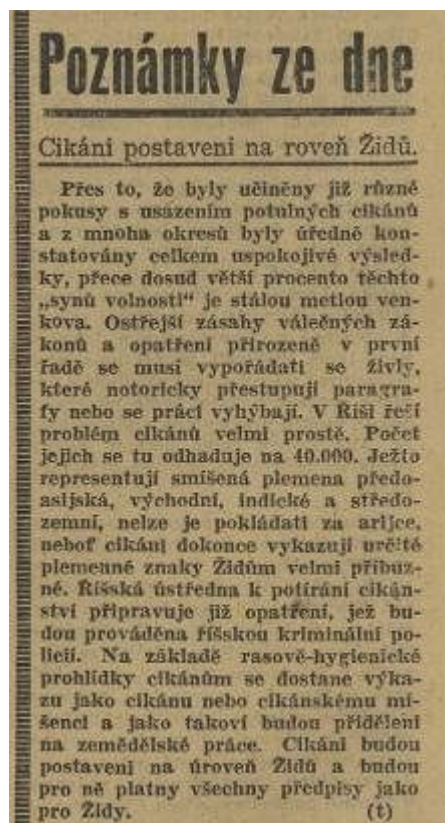 Poznámky ze dne
Cikáni postaveni na roveň Židů.
Přes to, že byly učiněny již různé
pokusy s usazením potulných cikánů
a z mnoha okresů byly úředně kon-
statovány celkem uspokojivé výsled-
ky, přece dosud větší procento těchto
„synů volnosti“ je stálou metlou ven-
kova. Ostřejší zásahy válečných zá-
konů a opatření přirozeně v první
řadě se musí vypořádati se živly,
které notoricky přestupují paragra-
fy nebo se práci vyhýbají. V Říši řeší
problém cikánů velmi prostě. Počet
jejich se tu odhaduje na 40.000. Ježto
representují smíšená plemena předo-
asijská, východní, indické a středo-
zemní, nelze je pokládati za arijce,
neboť cikáni dokonce vykazují určité
plemenné znaky Židům velmi příbuz-
né. Říšská ústředna k potírání cikán-
ství připravuje již opatření, jež bu-
dou prováděna říšskou kriminální po-
licií. Na základě rasově-hygienické
prohlídky cikánům se dostane výka-
zu jako cikánu nebo cikánskému mí-
šenci a jako takoví budou přiděleni
na zemědělské práce. Cikáni budou
postaveni na úroveň Židů a budou
pro ně platny všechny předpisy jako
pro Židy. (t)